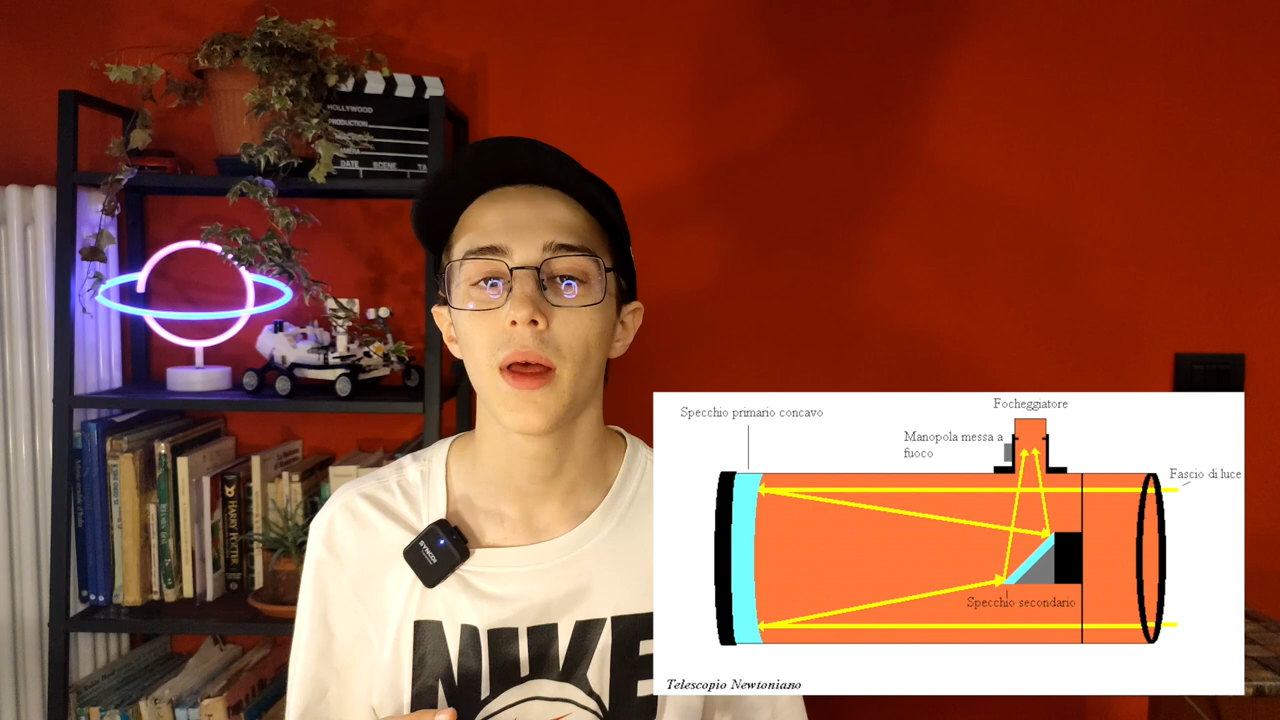 HOLLYWOOD
PRODUCTION
DATE SCENE TA
HARRY POTTER
SYNCO
NIKE
Specchio primario concavo
Focheggiatore
Manopola messa a
fuoco
Fascio di luce
Specchio secondario
Telescopio Newtoniano